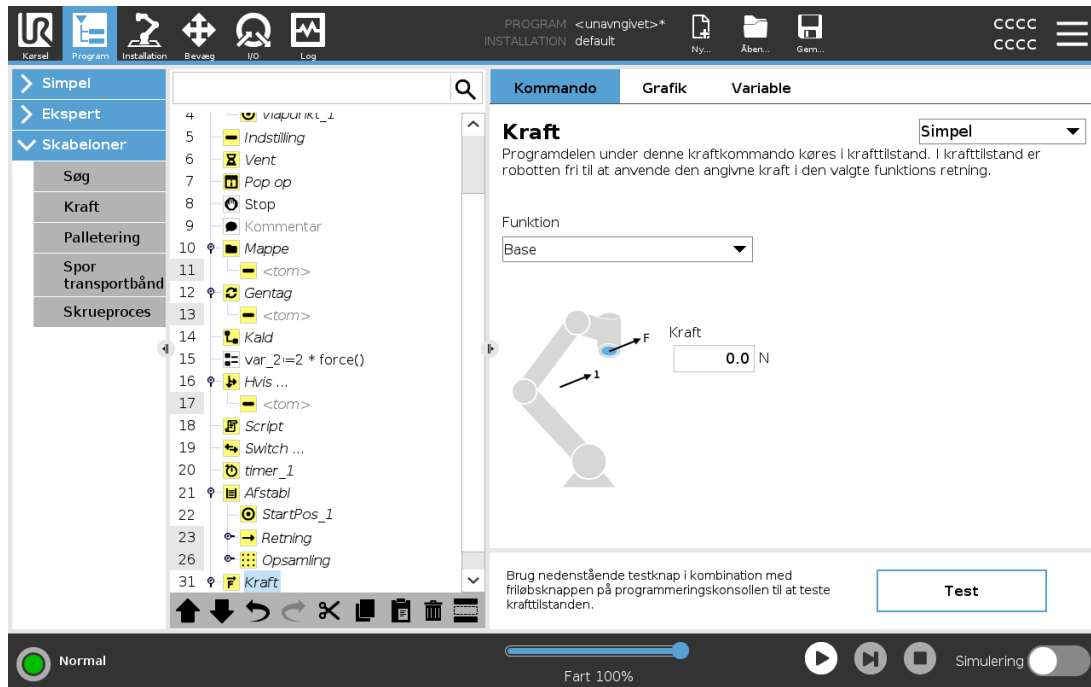 PROGRAM <unavngivet>*
INSTALLATION default
CCCC
CCCC
Kørsel Program Installation Bevæg I/O Log Ny... Åben... Gem...
Simpel
Ekspert
Skabeloner
Søg
Kraft
Palletering
Spor
transportbånd
Skrueproces
4 Viapunkt_1
5 Indstilling
6 Vent
7 Pop op
8 Stop
9 Kommentar
10 Mappe
11 <tom>
12 Gentag
13 <tom>
14 Kald
15 var_2:=2 * force()
16 Hvis ...
17 <tom>
18 Script
19 Switch ...
20 timer_1
21 Afstabl
22 StartPos_1
23 Retning
26 Opsamling
31 Kraft
Kommando Grafik Variable
Kraft
Simpel
Programdelen under denne kraftkommando køres i krafttilstand. I krafttilstand er
robotten fri til at anvende den angivne kraft i den valgte funktions retning.
Funktion
Base
F
1
Kraft
0.0 N
Brug nedenstående testknap i kombination med
friløbsknappen på programmeringskonsollen til at teste
krafttilstanden.
Test
Normal
Fart 100%
Simulering